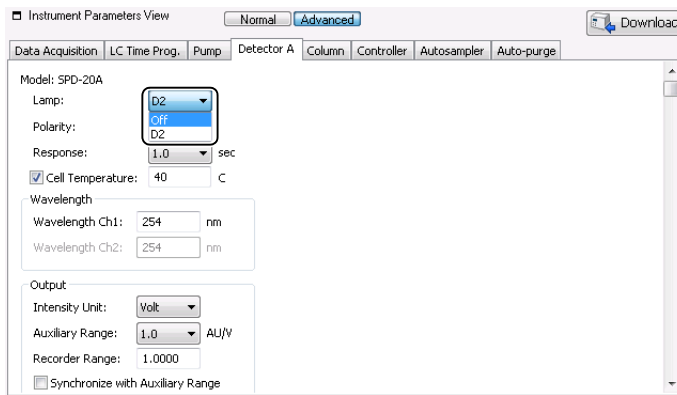 Instrument Parameters View Normal Advanced Download
Data Acquisition LC Time Prog. Pump Detector A Column Controller Autosampler Auto-purge
Model: SPD-20A
Lamp: D2
Off
Polarity:
D2
Response: 1.0 sec
Cell Temperature: 40 C
Wavelength
Wavelength Ch1: 254 nm
Wavelength Ch2: 254 nm
Output
Intensity Unit: Volt
Auxiliary Range: 1.0 AU/V
Recorder Range: 1.0000
Synchronize with Auxiliary Range